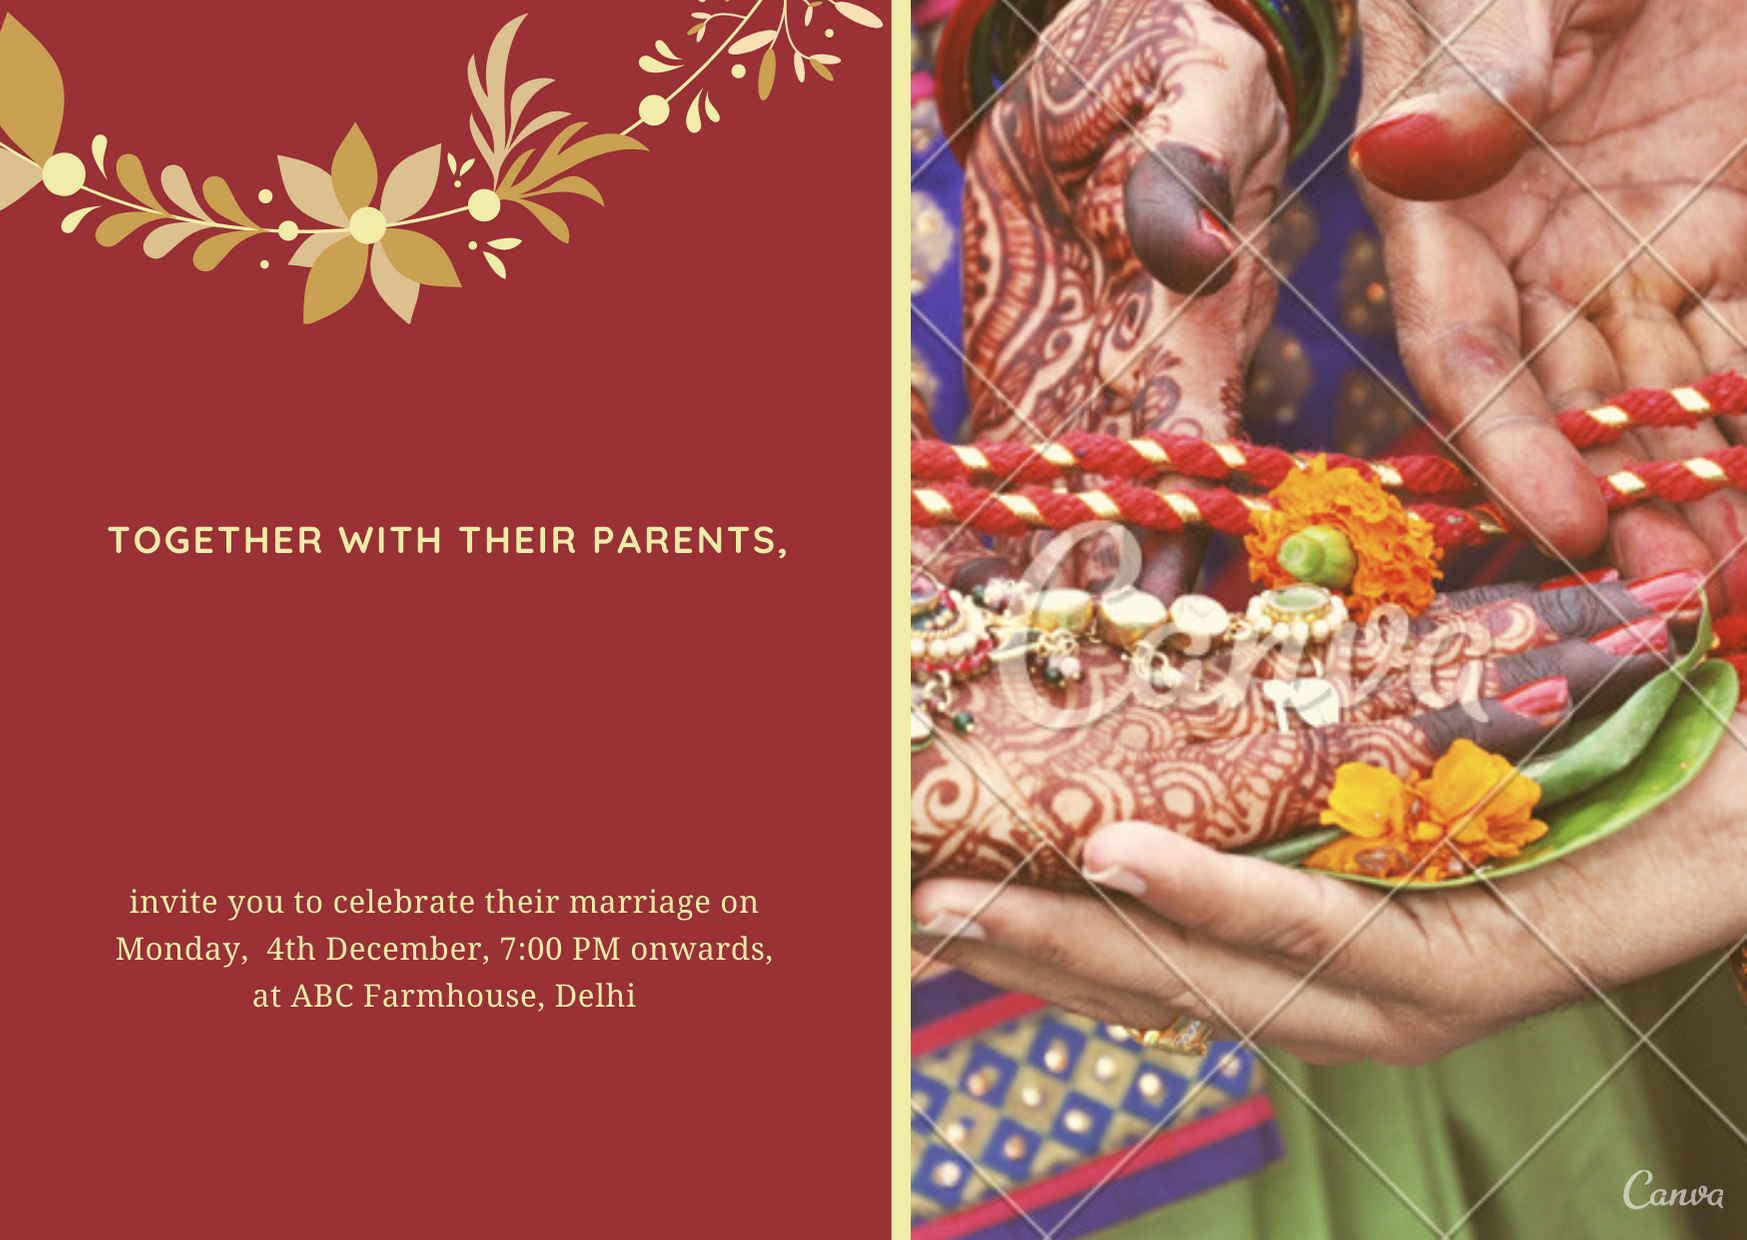 TOGETHER WITH THEIR PARENTS,
invite you to celebrate their marriage on
Monday,  4th December, 7:00 PM onwards,
at ABC Farmhouse, Delhi
Canva
Canva